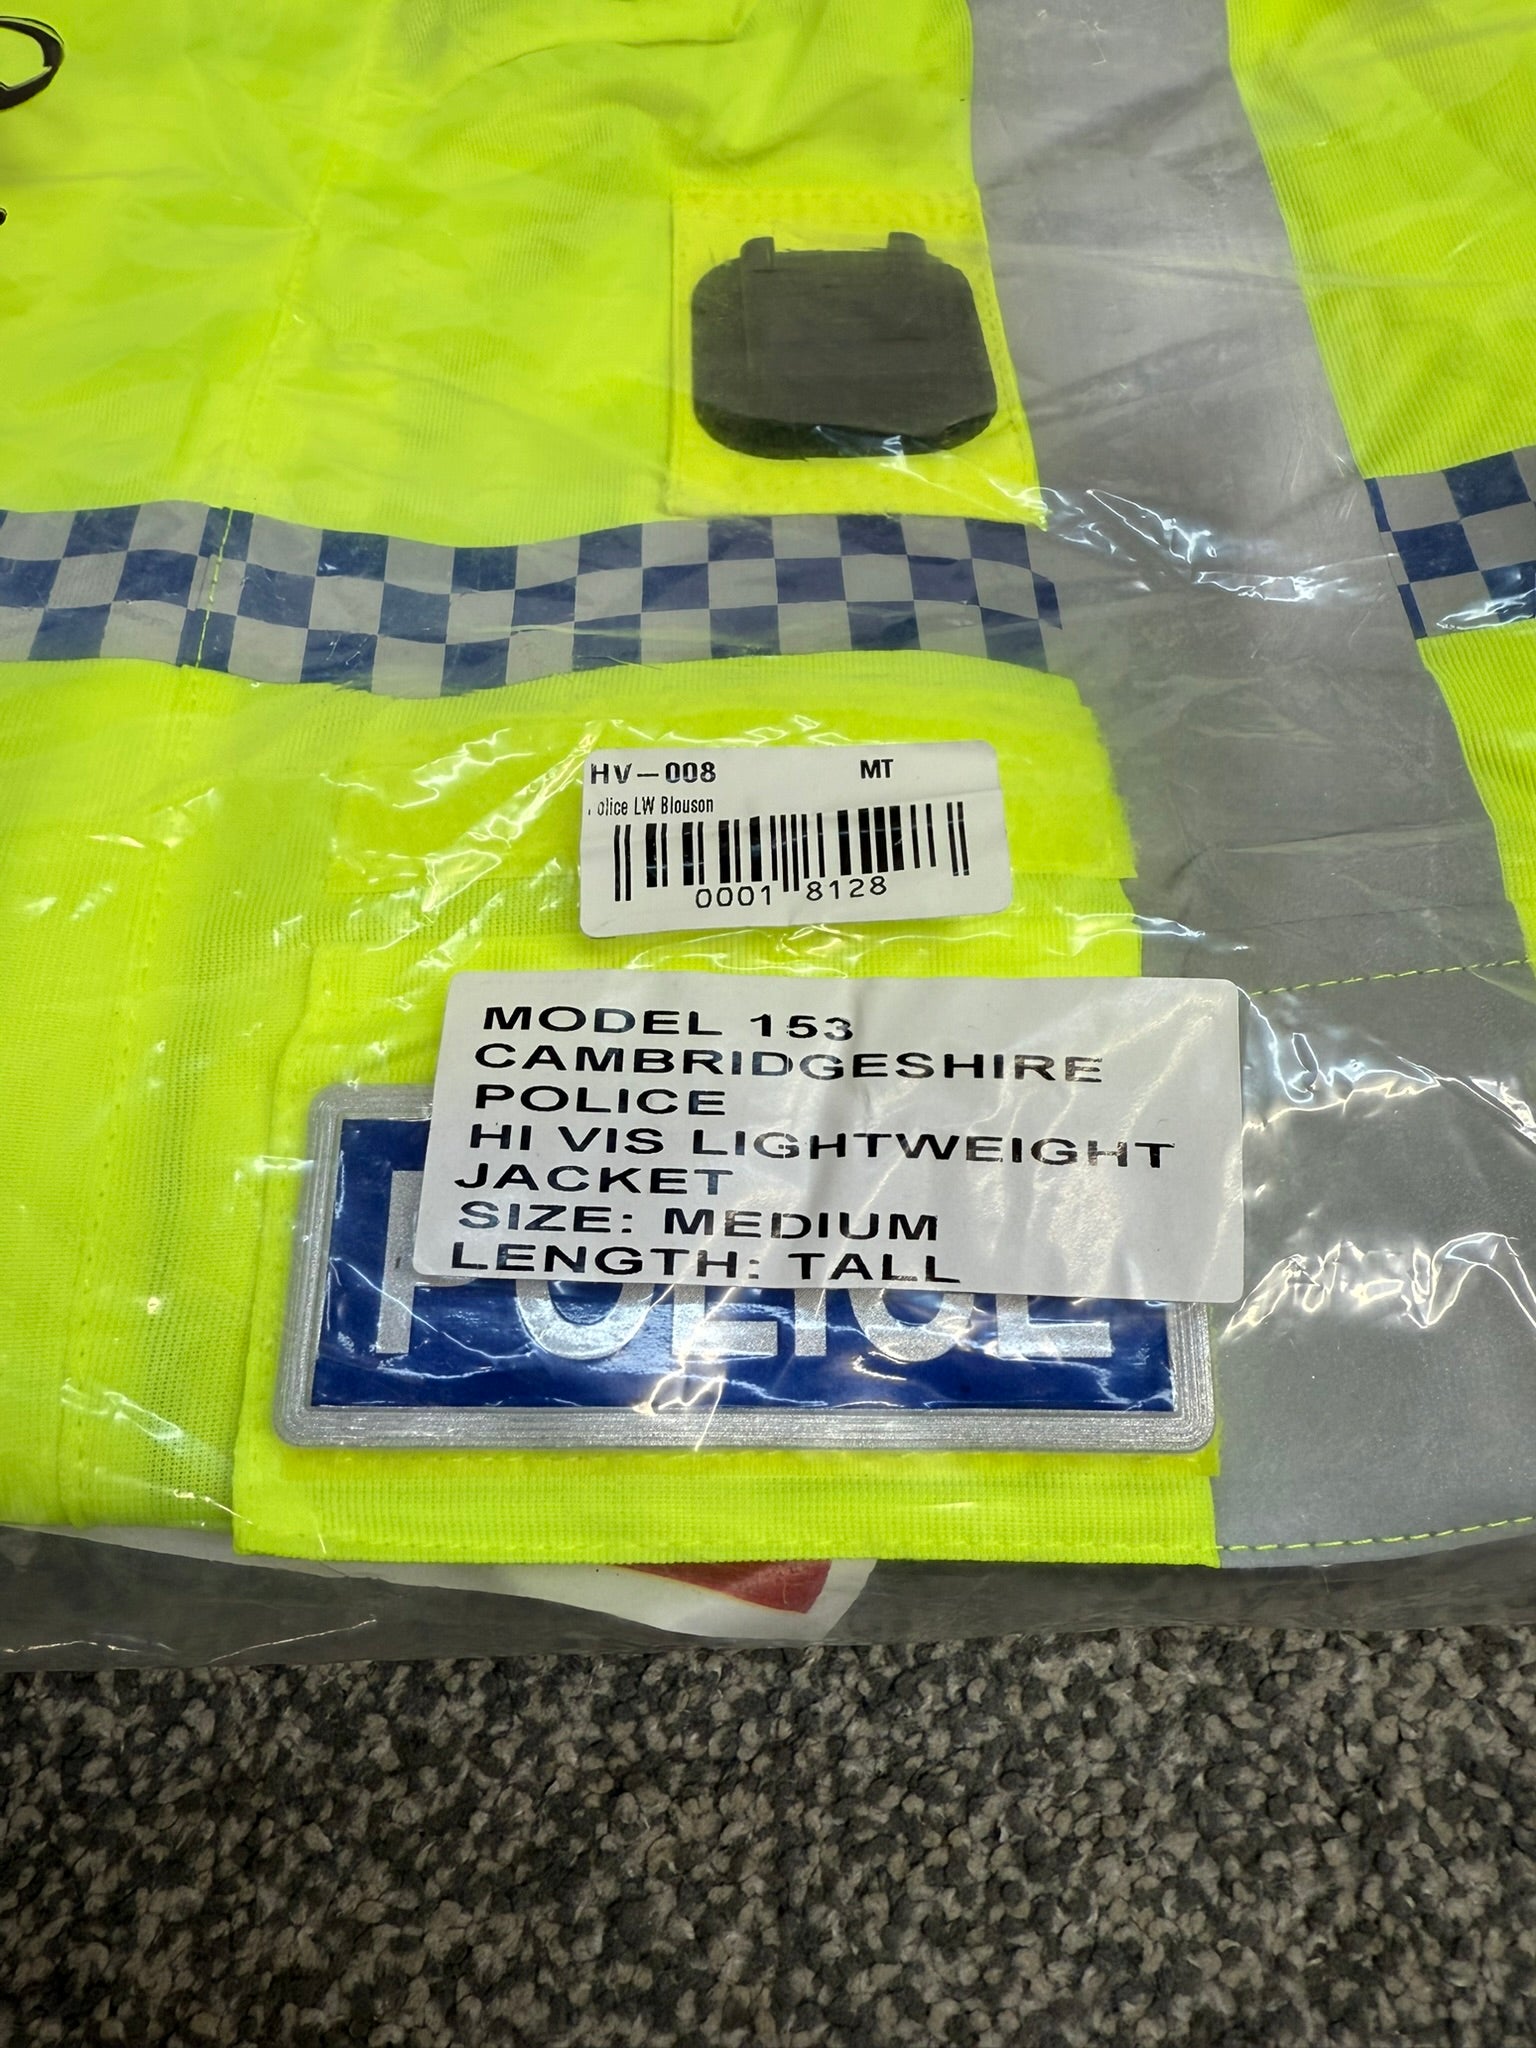 HV-008 MT
Police LW Blouson
0001 8128
MODEL 153
CAMBRIDGESHIRE
POLICE
HI VIS LIGHTWEIGHT
JACKET
SIZE: MEDIUM
LENGTH: TALL
POLICE